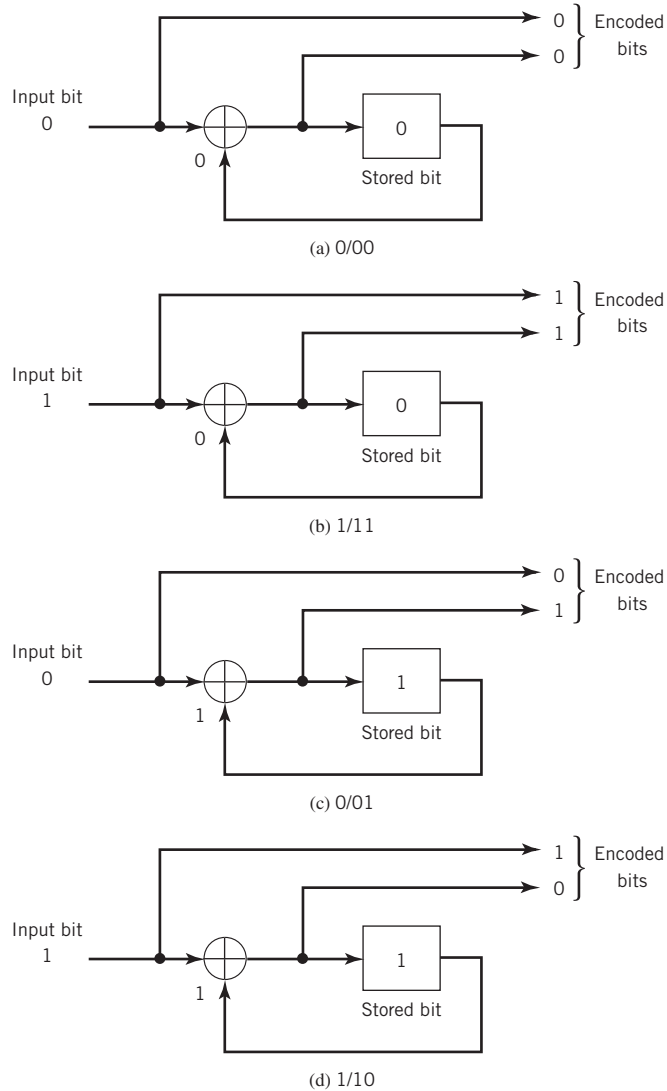 0
Encoded
0
bits
Input bit
0
0
0
Stored bit
(a) 0/00
1
Encoded
1
bits
Input bit
1
0
0
Stored bit
(b) 1/11
0
Encoded
1
bits
Input bit
0
1
1
Stored bit
(c) 0/01
1
Encoded
0
bits
Input bit
1
1
1
Stored bit
(d) 1/10